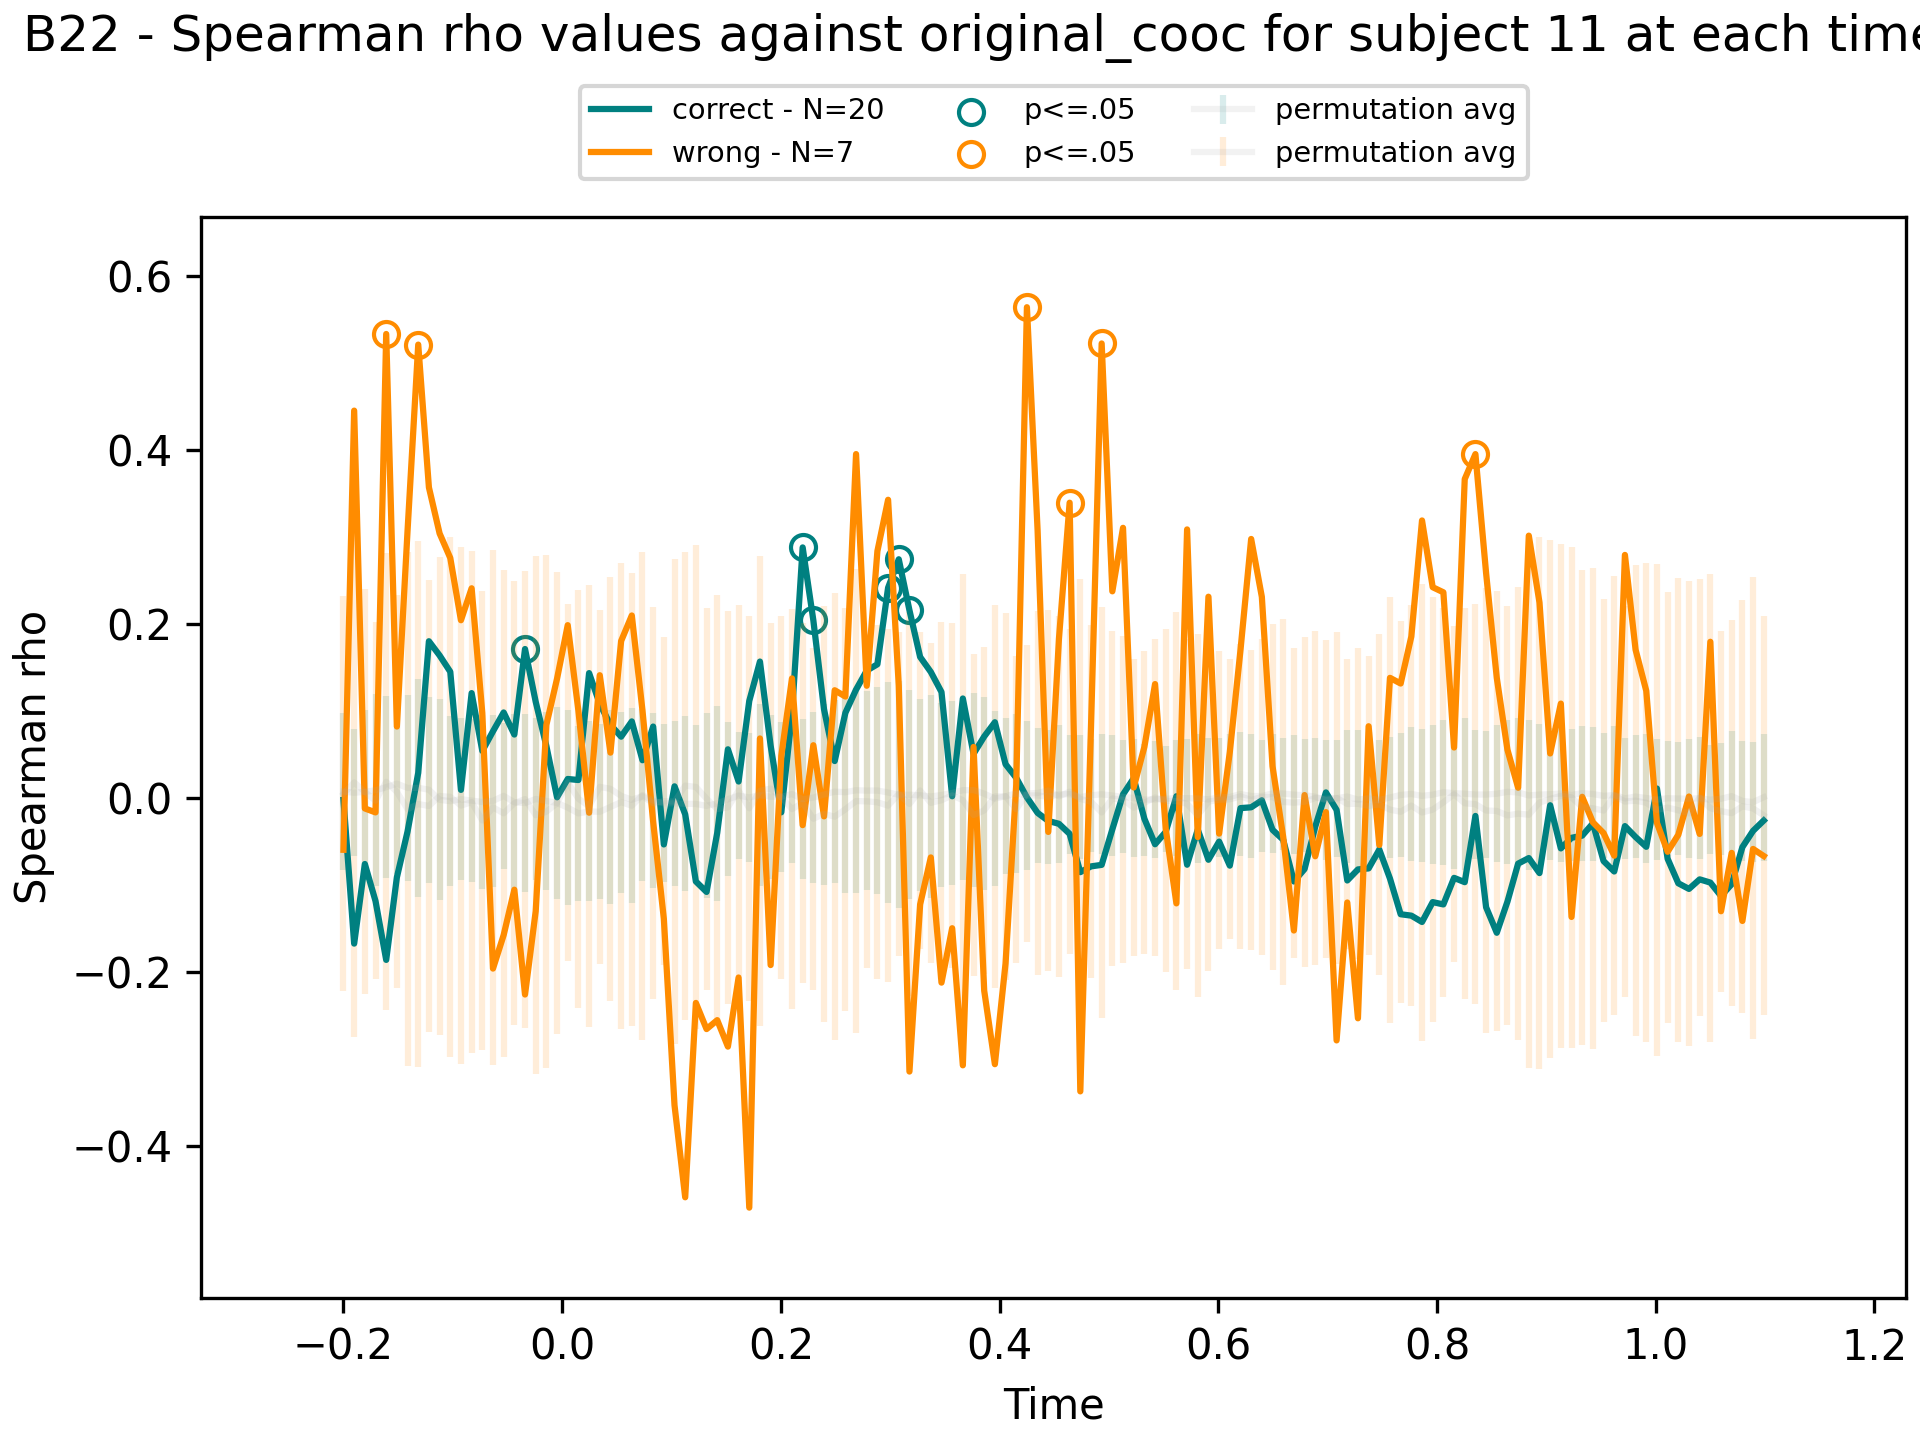 B22 - Spearman rho values against original_cooc for subject 11 at each time
correct - N=20
wrong - N=7
p<=.05
p<=.05
permutation avg
permutation avg
Spearman rho
0.6
0.4
0.2
0.0
−0.2
−0.4
−0.2 0.0 0.2 0.4 0.6 0.8 1.0 1.2
Time